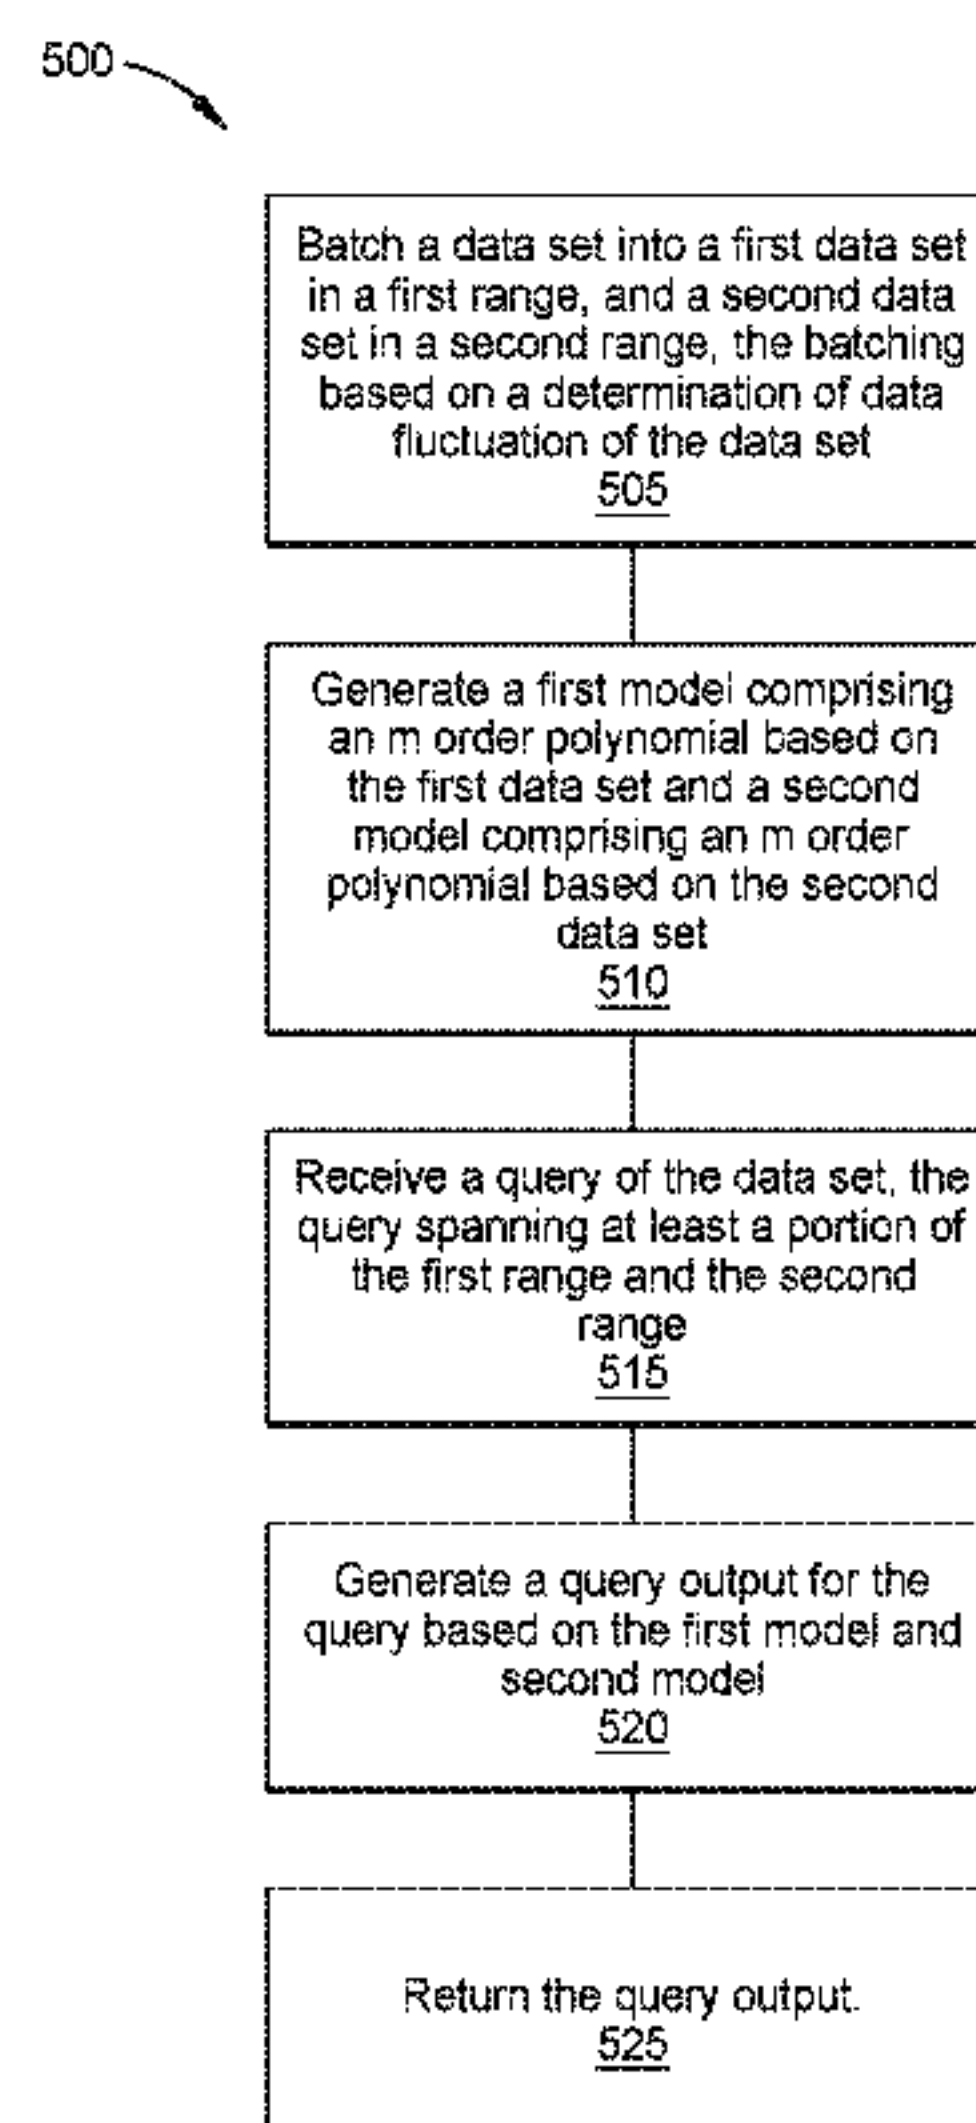 500
Batch a data set into a first data set
in a first range, and a second data
set in a second range, the batching
based on a determination of data
fluctuation of the data set
505
Generate a first model comprising
an m order polynomial based on
the first data set and a second
model comprising an m order
polynomial based on the second
data set
510
Receive a query of the data set, the
query spanning at least a portion of
the first range and the second
range
515
Generate a query output for the
query based on the first model and
second model
520
Return the query output.
525